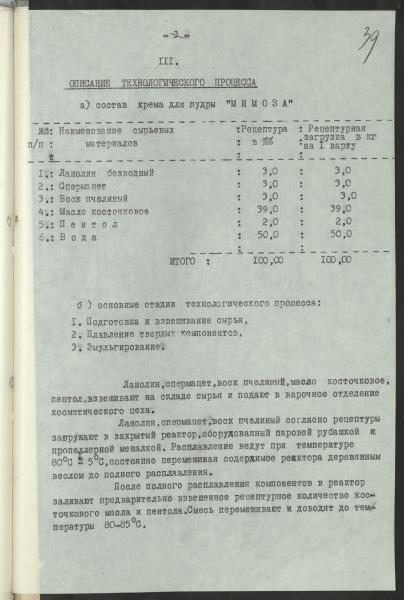 -9-
39
III.
ОПИСАНИЕ ТЕХНОЛОГИЧЕСКОГО ПРОЦЕССА
а) состав крема для пудры "МИМОЗА"
№№: Наименование сырьевых :Рецептура : Рецептурная
п/п : материалов : в %% : загрузка в кг на I варку
1.: Ланолин безводный : 3,0 : 3,0
2.: Спермацет : 3,0 : 3,0
3.: Воск пчелиный : 3,0 : 3,0
4.: Масло косточковое : 39,0 : 39,0
5.: Пентол : 2,0 : 2,0
6.: Вода : 50,0 : 50,0
ИТОГО : 100,00 100,00
б ) основные стадии технологического процесса:
I. Подготовка и взвешивание сырья,
2. Плавление твердых компонентов,
3. Эмульгирование.
Ланолин,спермацет,воск пчелиный,масло косточковое,
пентол,взвешивают на складе сырья и подают в варочное отделение
косметического цеха.
Ланолин,спермацет,воск пчелиный согласно рецептуры
загружают в закрытый реактор,оборудованный паровой рубашкой и
пропеллерной мешалкой. Расплавление ведут при температуре
80°С ± 5°С,постоянно перемешивая содержимое реактора деревянным
веслом до полного расплавления.
После полного расплавления компонентов в реактор
заливают предварительно взвешенное рецептурное количество кос-
точкового масла и пентола.Смесь перемешивают и доводят до тем-
пературы 80-85°С.